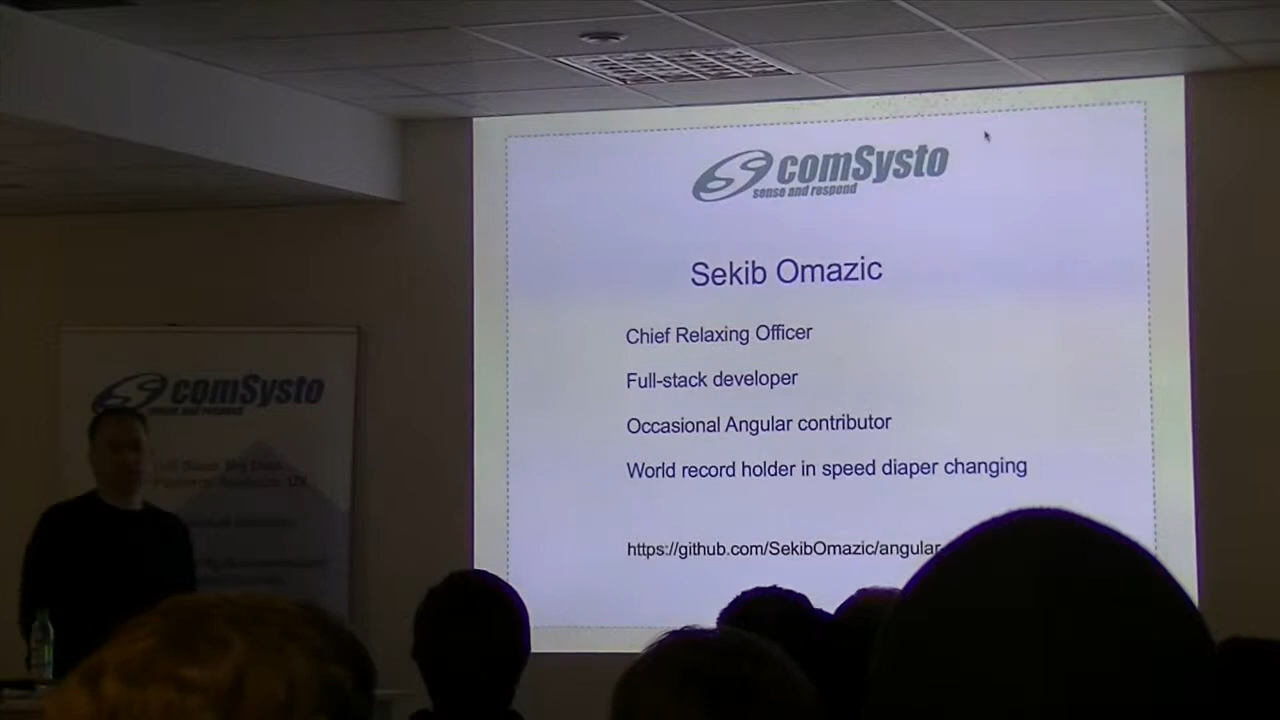 comSysto
sense and respond
Sekib Omazic
Chief Relaxing Officer
Full-stack developer
Occasional Angular contributor
World record holder in speed diaper changing
https://github.com/SekibOmazic/angular
comSysto